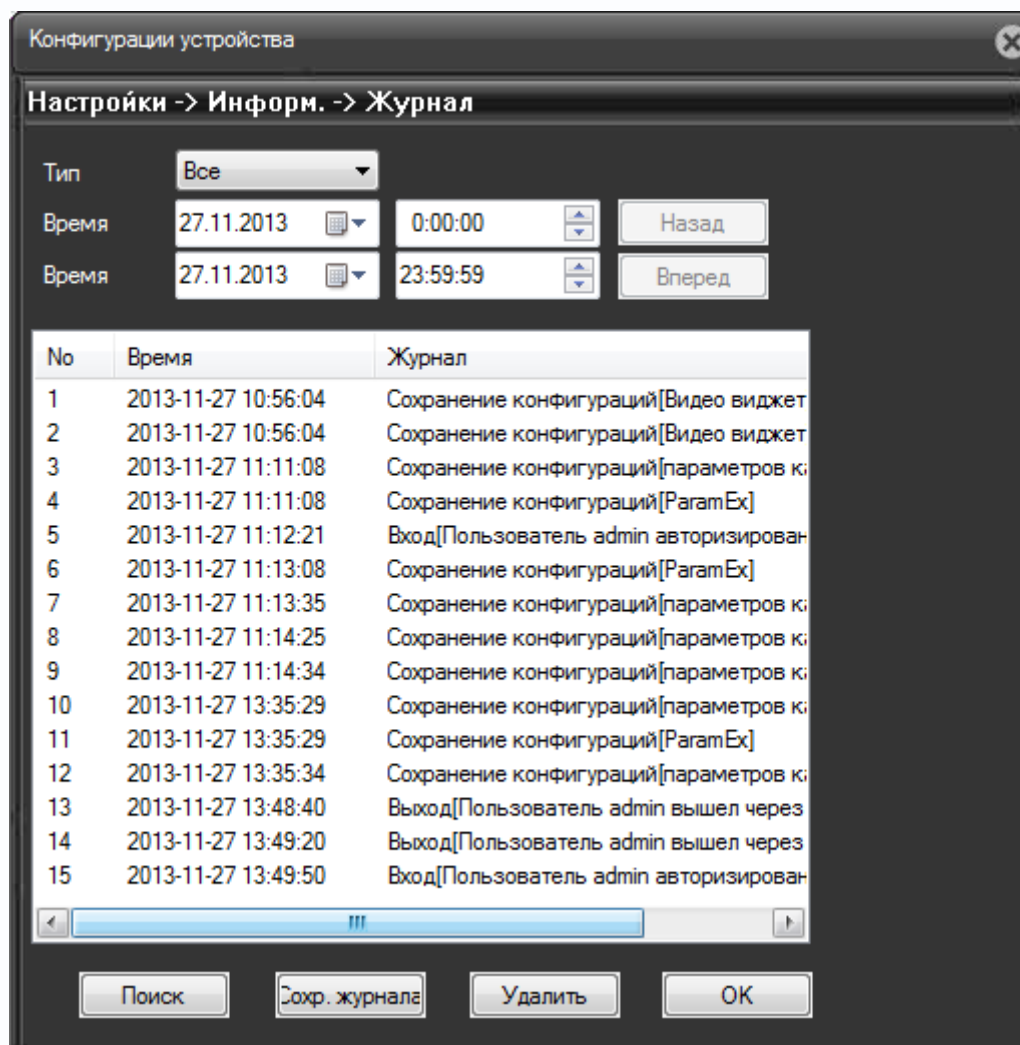 Конфигурации устройства
Настройки -> Информ. -> Журнал
Тип Все
Время 27.11.2013 0:00:00 Назад
Время 27.11.2013 23:59:59 Вперед
No Время Журнал
1 2013-11-27 10:56:04 Сохранение конфигураций[Видео виджет
2 2013-11-27 10:56:04 Сохранение конфигураций[Видео виджет
3 2013-11-27 11:11:08 Сохранение конфигураций[параметров ка
4 2013-11-27 11:11:08 Сохранение конфигураций[ParamEx]
5 2013-11-27 11:12:21 Вход[Пользователь admin авторизирован
6 2013-11-27 11:13:08 Сохранение конфигураций[ParamEx]
7 2013-11-27 11:13:35 Сохранение конфигураций[параметров ка
8 2013-11-27 11:14:25 Сохранение конфигураций[параметров ка
9 2013-11-27 11:14:34 Сохранение конфигураций[параметров ка
10 2013-11-27 13:35:29 Сохранение конфигураций[параметров ка
11 2013-11-27 13:35:29 Сохранение конфигураций[ParamEx]
12 2013-11-27 13:35:34 Сохранение конфигураций[параметров ка
13 2013-11-27 13:48:40 Выход[Пользователь admin вышел через
14 2013-11-27 13:49:20 Выход[Пользователь admin вышел через
15 2013-11-27 13:49:50 Вход[Пользователь admin авторизирован
Поиск Сохр. журнала Удалить OK